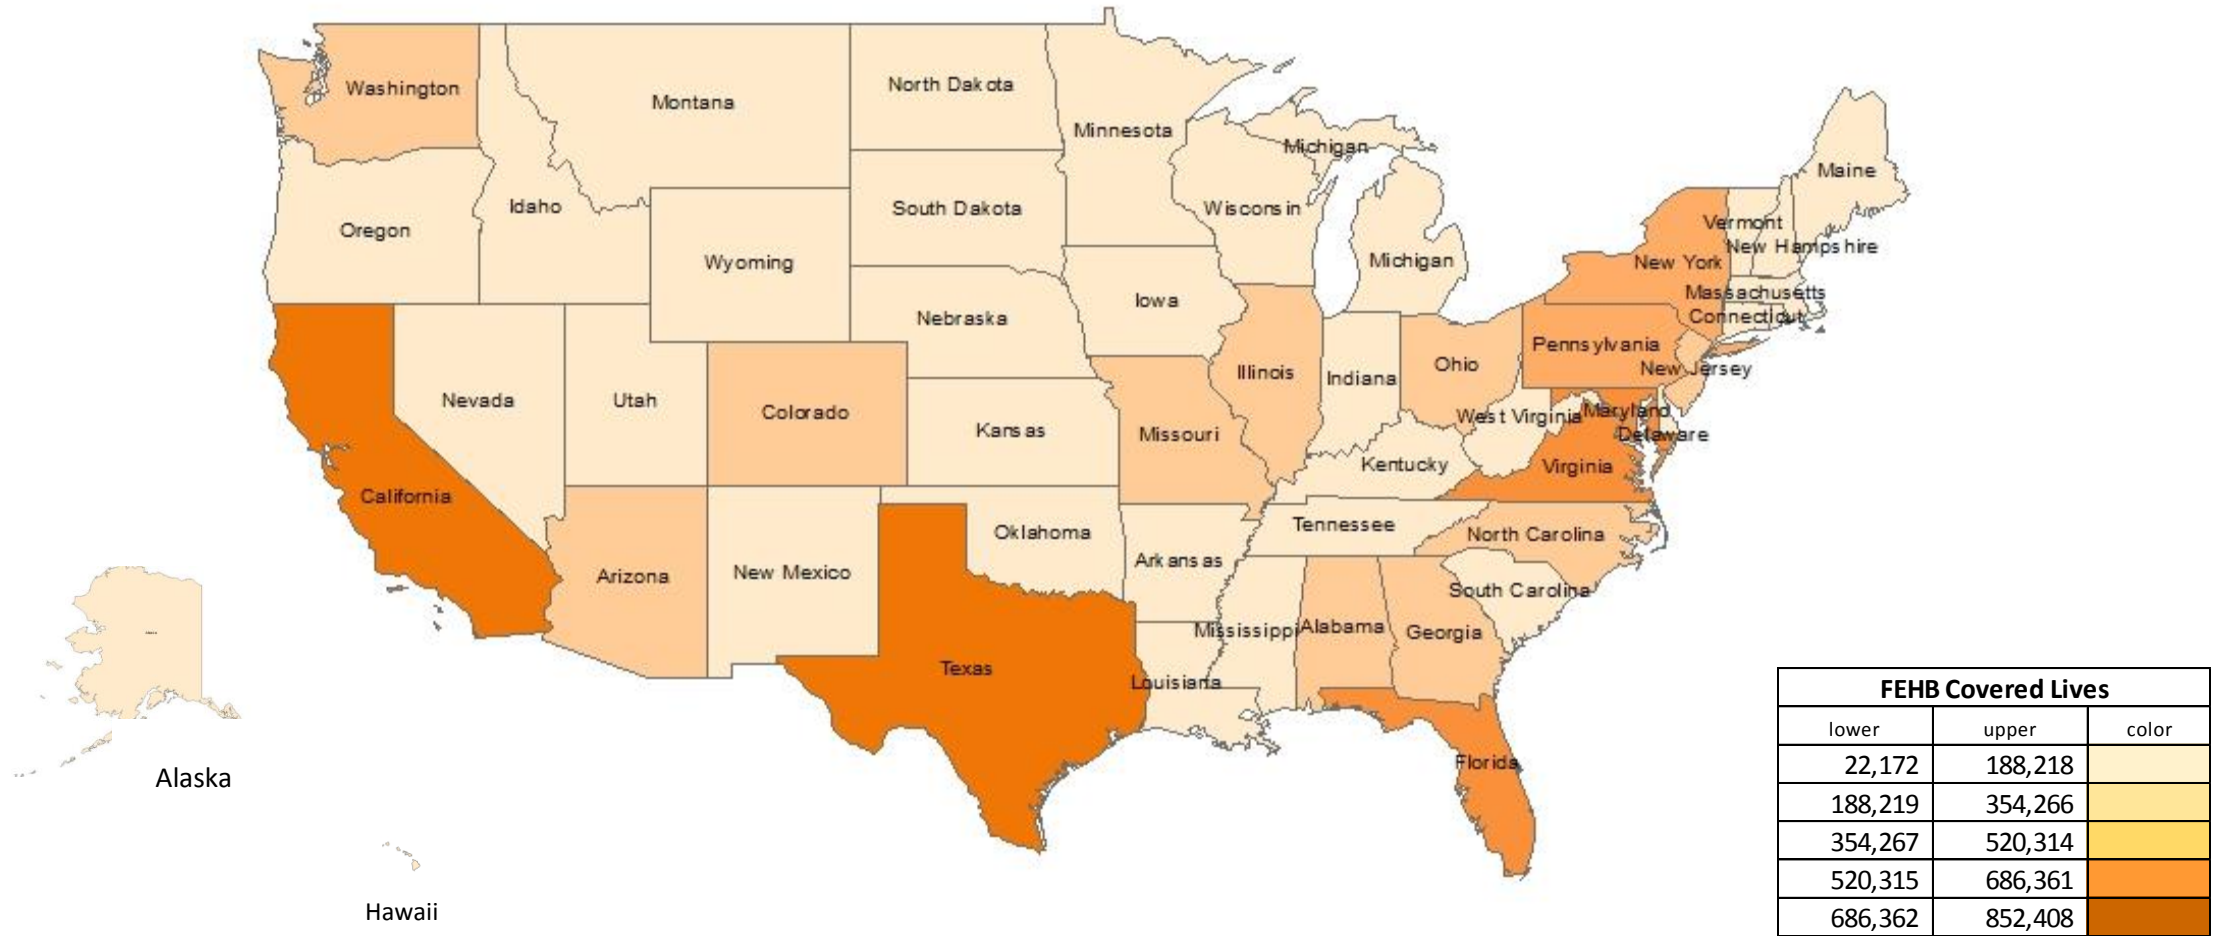 Washington
Montana
North Dakota
Minnesota
Michigan
Maine
Oregon
Idaho
Wyoming
South Dakota
Wisconsin
Michigan
Vermont
New Hampshire
New York
Massachusetts
Connecticut
Nebraska
Iowa
Pennsylvania
New Jersey
Nevada
Utah
Colorado
Kansas
Missouri
Illinois
Indiana
Ohio
West Virginia
Maryland
Delaware
Kentucky
Virginia
California
Arizona
New Mexico
Oklahoma
Arkansas
Tennessee
North Carolina
South Carolina
Mississippi
Alabama
Georgia
Texas
Louisiana
Florida
Alaska
Hawaii
FEHB Covered Lives
lower upper color
22,172 188,218
188,219 354,266
354,267 520,314
520,315 686,361
686,362 852,408